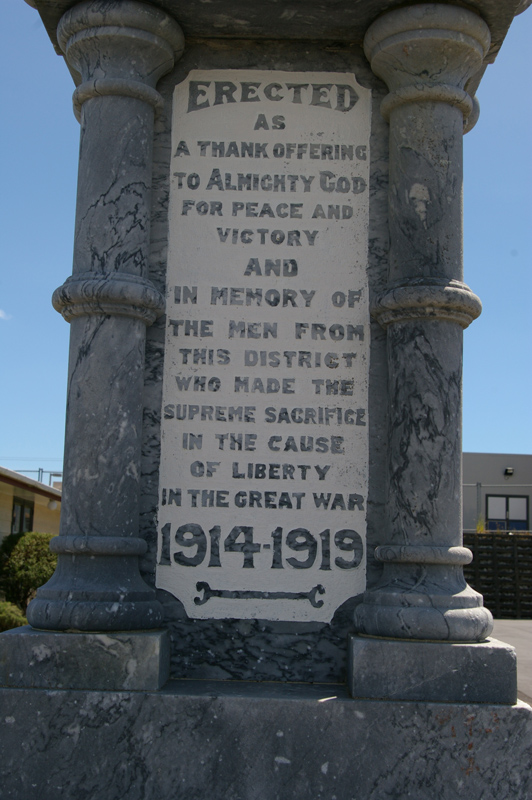 ERECTED
AS
A THANK OFFERING
TO ALMIGHTY GOD
FOR PEACE AND
VICTORY
AND
IN MEMORY OF
THE MEN FROM
THIS DISTRICT
WHO MADE THE
SUPREME SACRIFICE
IN THE CAUSE
OF LIBERTY
IN THE GREAT WAR
1914-1919